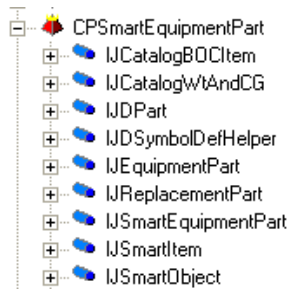 CPSmartEquipmentPart
IJCatalogBOCItem
IJCatalogWtAndCG
IJDPart
IJDSymbolDefHelper
IJEquipmentPart
IJReplacementPart
IJSmartEquipmentPart
IJSmartItem
IJSmartObject